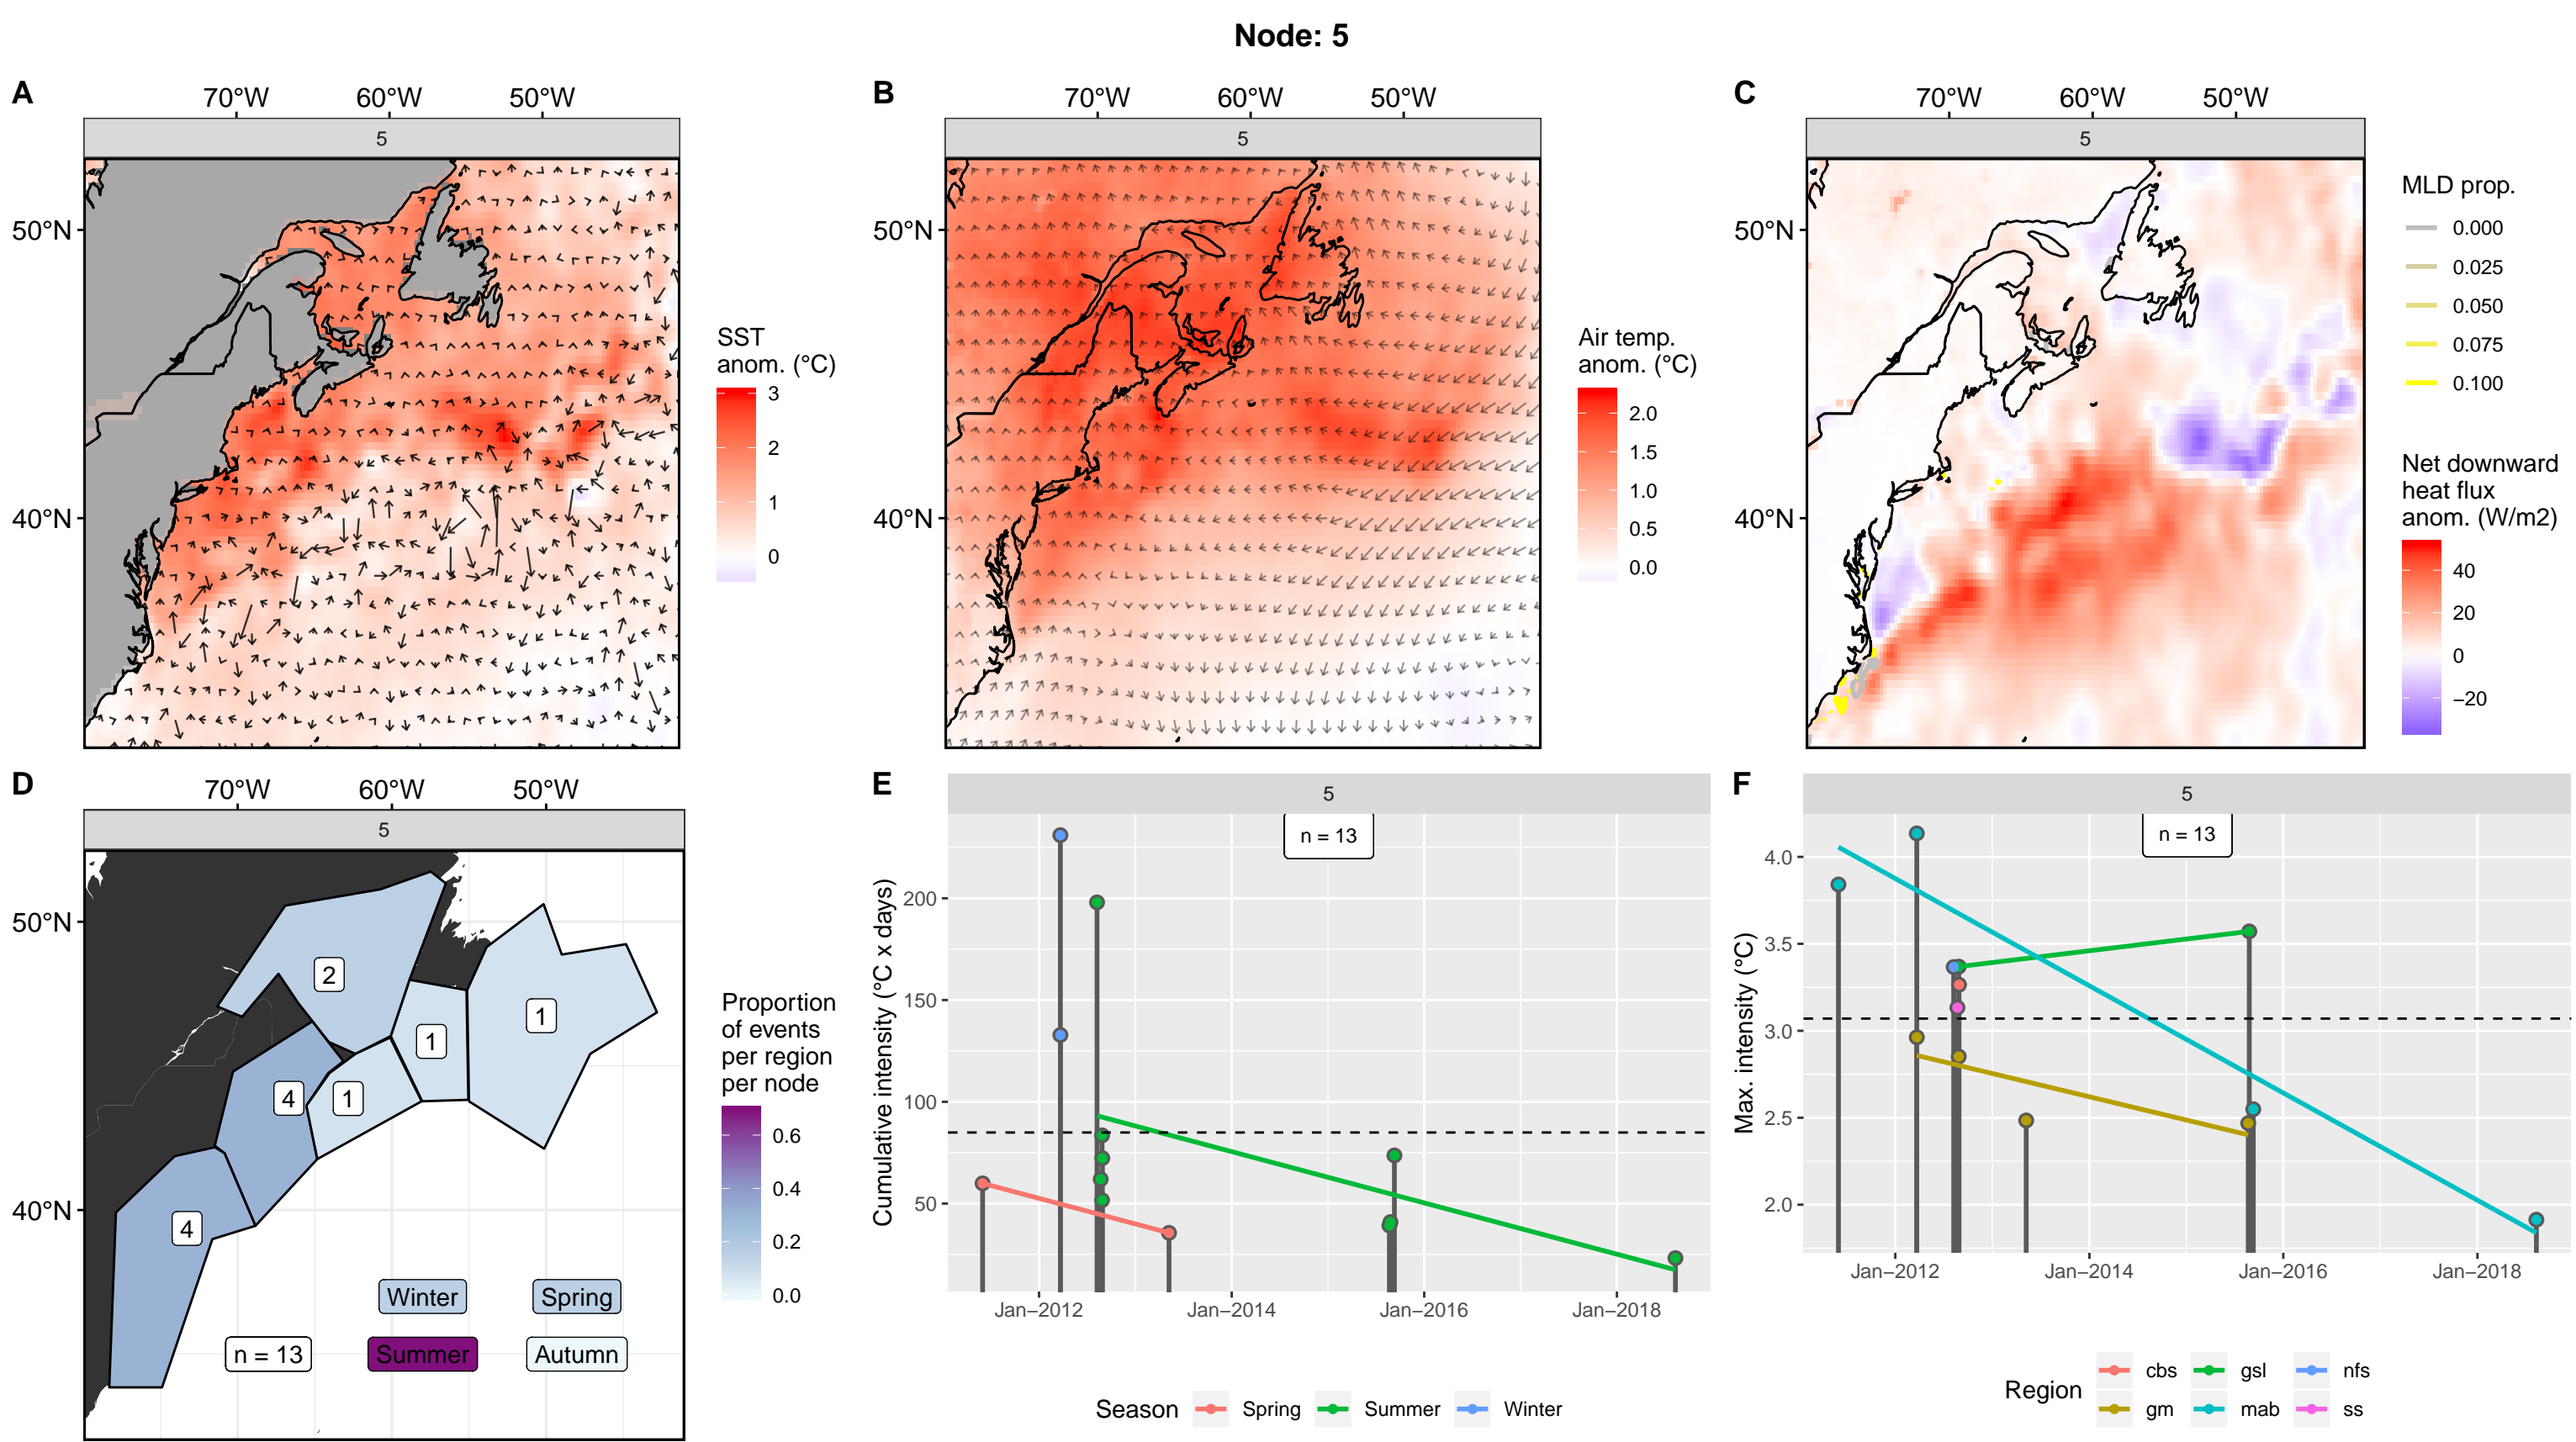 Node: 5
A
70°W
60°W
50°W
5
50°N
40°N
SST
anom. (°C)
3
2
1
0
B
70°W
60°W
50°W
5
50°N
40°N
Air temp.
anom. (°C)
2.0
1.5
1.0
0.5
0.0
C
70°W
60°W
50°W
5
50°N
40°N
MLD prop.
0.000
0.025
0.050
0.075
0.100
Net downward
heat flux
anom. (W/m2)
40
20
0
−20
D
70°W
60°W
50°W
5
50°N
40°N
2
1
1
4
1
4
Winter
Spring
n = 13
Summer
Autumn
Proportion
of events
per region
per node
0.6
0.4
0.2
0.0
E
5
n = 13
Cumulative intensity (°C x days)
200
150
100
50
Jan−2012
Jan−2014
Jan−2016
Jan−2018
Season
Spring
Summer
Winter
F
5
n = 13
Max. intensity (°C)
4.0
3.5
3.0
2.5
2.0
Jan−2012
Jan−2014
Jan−2016
Jan−2018
Region
cbs
gsl
nfs
gm
mab
ss